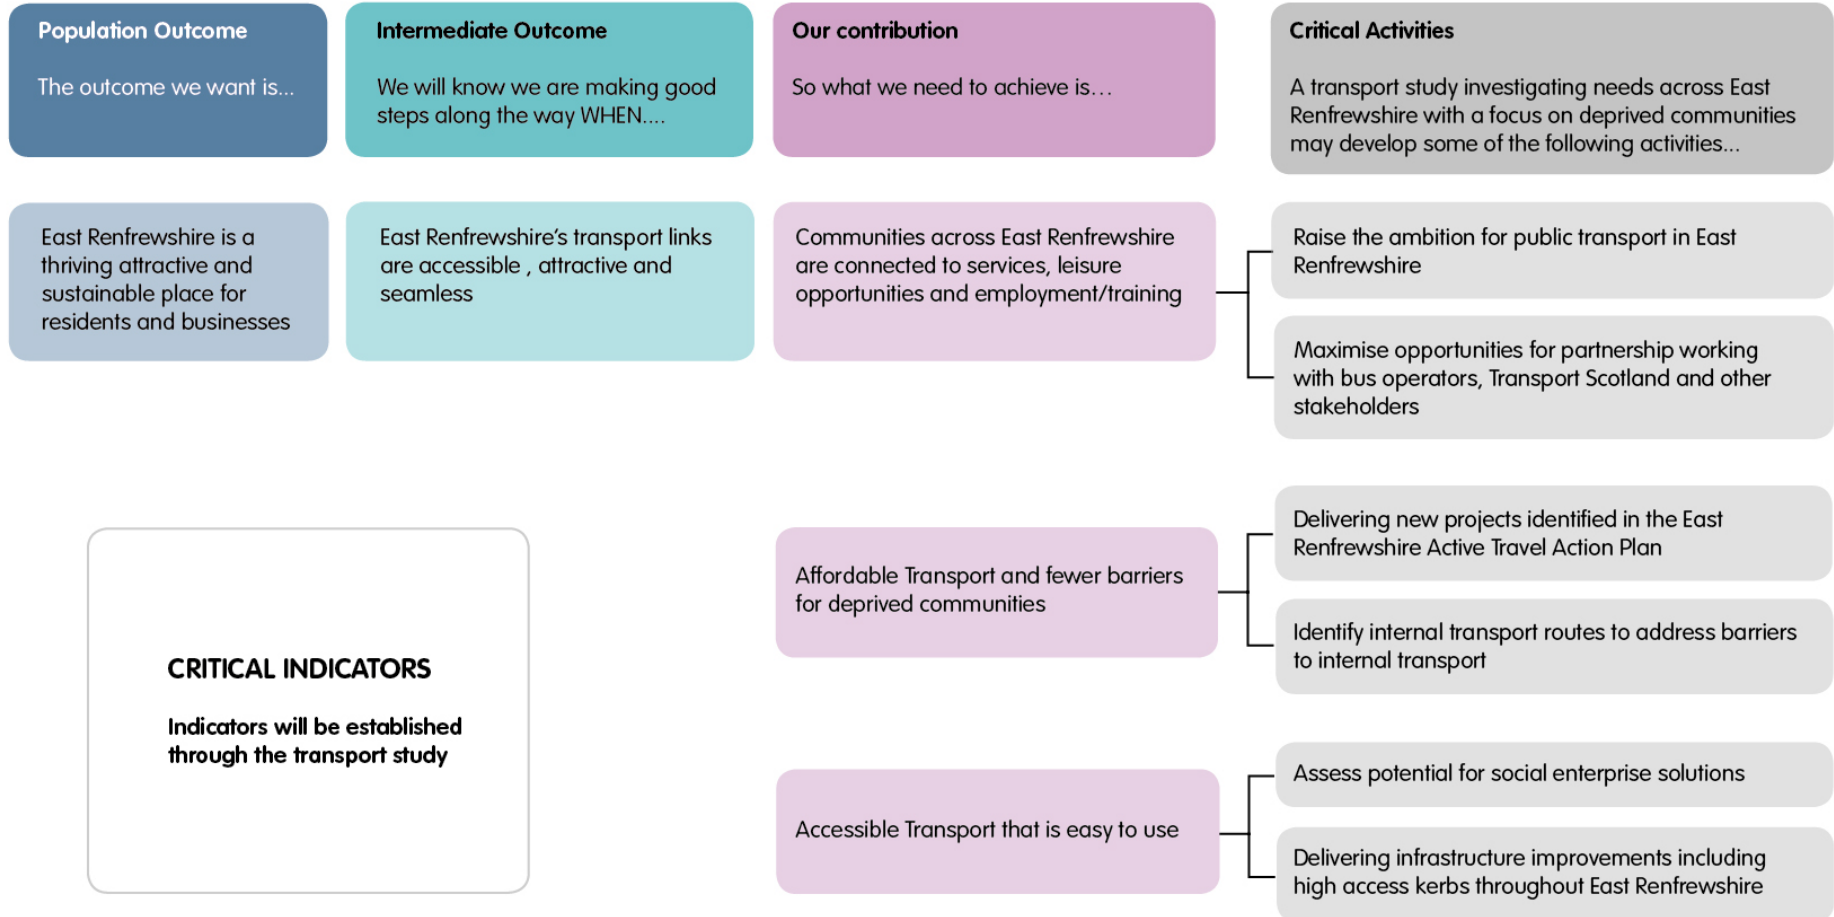 Population Outcome
The outcome we want is...
Intermediate Outcome
We will know we are making good
steps along the way WHEN....
Our contribution
So what we need to achieve is...
Critical Activities
A transport study investigating needs across East
Renfrewshire with a focus on deprived communities
may develop some of the following activities...
East Renfrewshire is a
thriving attractive and
sustainable place for
residents and businesses
East Renfrewshire's transport links
are accessible , attractive and
seamless
Communities across East Renfrewshire
are connected to services, leisure
opportunities and employment/training
Raise the ambition for public transport in East
Renfrewshire
Maximise opportunities for partnership working
with bus operators, Transport Scotland and other
stakeholders
Affordable Transport and fewer barriers
for deprived communities
Delivering new projects identified in the East
Renfrewshire Active Travel Action Plan
Identify internal transport routes to address barriers
to internal transport
CRITICAL INDICATORS
Indicators will be established
through the transport study
Accessible Transport that is easy to use
Assess potential for social enterprise solutions
Delivering infrastructure improvements including
high access kerbs throughout East Renfrewshire